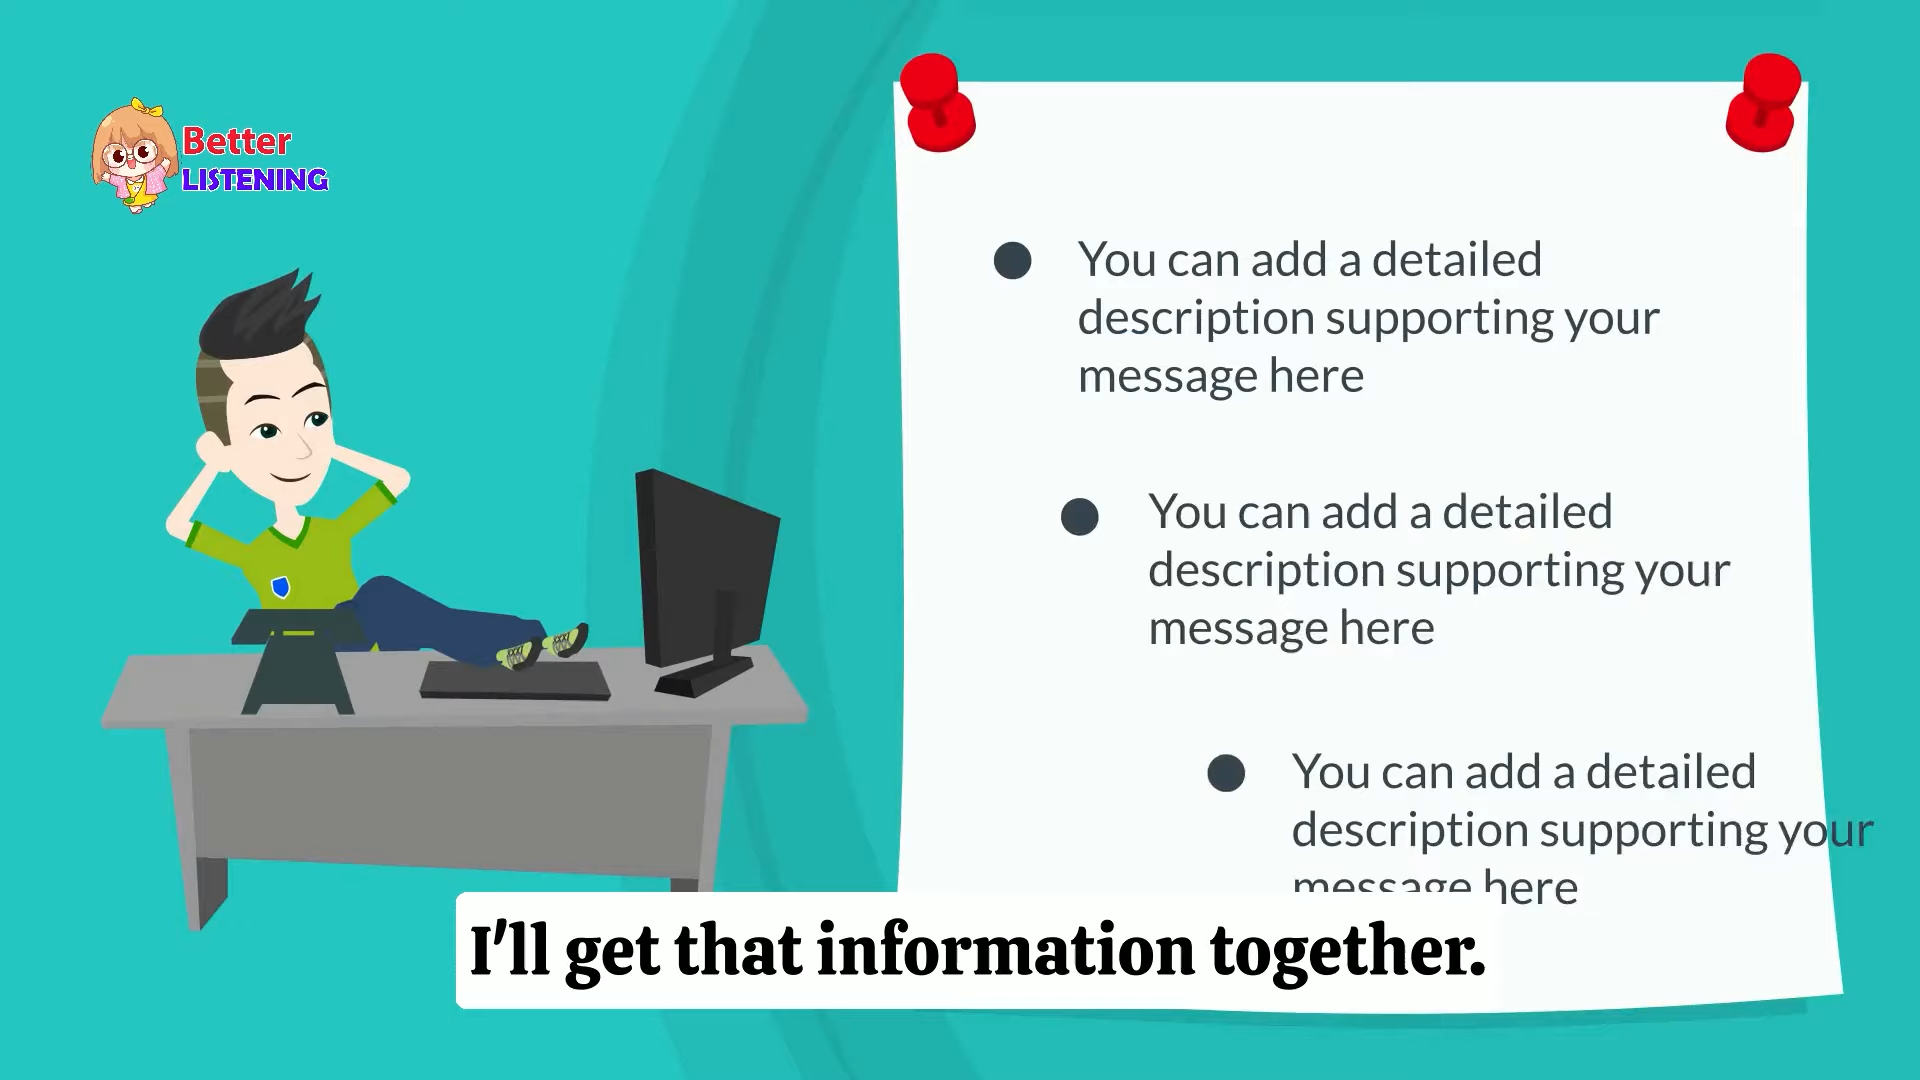 Better
LISTENING
You can add a detailed
description supporting your
message here
You can add a detailed
description supporting your
message here
You can add a detailed
description supporting your
message here
I'll get that information together.